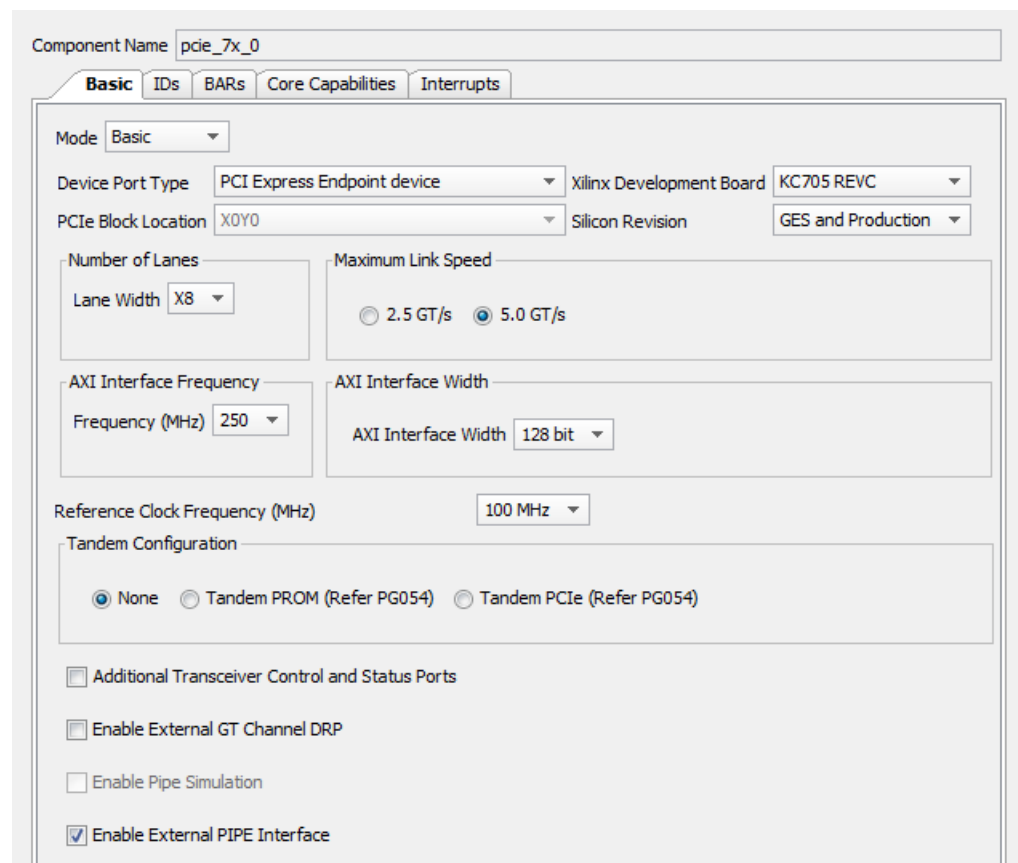 Component Name pcie_7x_0
Basic IDs BARs Core Capabilities Interrupts
Mode Basic
Device Port Type PCI Express Endpoint device Xilinx Development Board KC705 REVC
PCIe Block Location X0Y0 Silicon Revision GES and Production
Number of Lanes Maximum Link Speed
Lane Width X8
2.5 GT/s 5.0 GT/s
AXI Interface Frequency AXI Interface Width
Frequency (MHz) 250
AXI Interface Width 128 bit
Reference Clock Frequency (MHz) 100 MHz
Tandem Configuration
None Tandem PROM (Refer PG054) Tandem PCIe (Refer PG054)
Additional Transceiver Control and Status Ports
Enable External GT Channel DRP
Enable Pipe Simulation
Enable External PIPE Interface